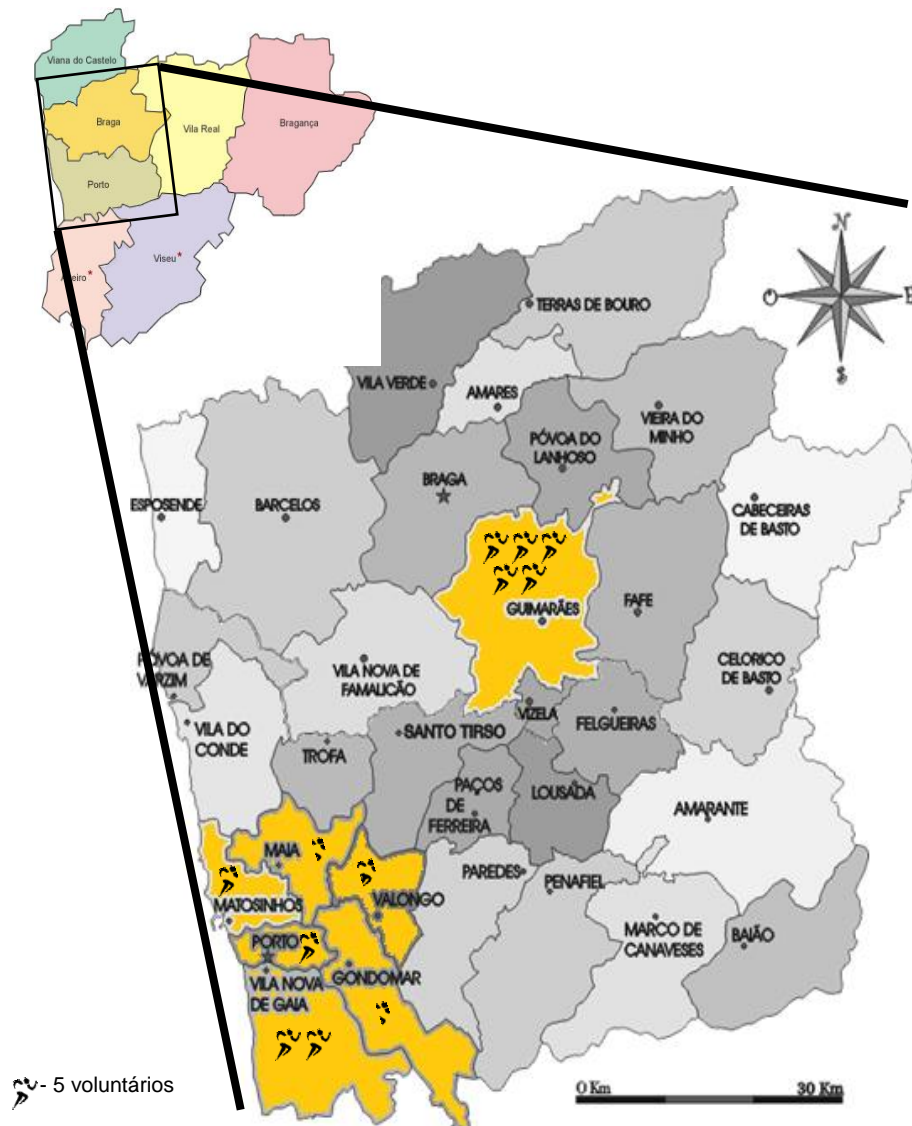 Viana do Castelo
Braga
Vila Real
Bragança
Porto
Viseu*
eiro*
N
O
E
S
TERRAS DE BOURO
VILA VERDE
AMARES
VIEIRA DO
MINHO
PÓVOA DO
LANHOSO
BRAGA
CABECEIRAS
DE BASTO
ESPOSENDE
BARCELOS
GUIMARÃES
FAFE
PÓVOA DE
VARZIM
VILA NOVA DE
FAMALICÃO
CELORICO
DE BASTO
VILA DO
CONDE
VIZELA
SANTO TIRSO
FELGUEIRAS
TROFA
PAÇOS
DE
FERREIRA
LOUSADA
AMARANTE
MAIA
PAREDES
PENAFIEL
VALONGO
MATOSINHOS
MARCO DE
CANAVESES
BAIÃO
PORTO
GONDOMAR
VILA NOVA
DE GAIA
- 5 voluntários
0 Km
30 Km